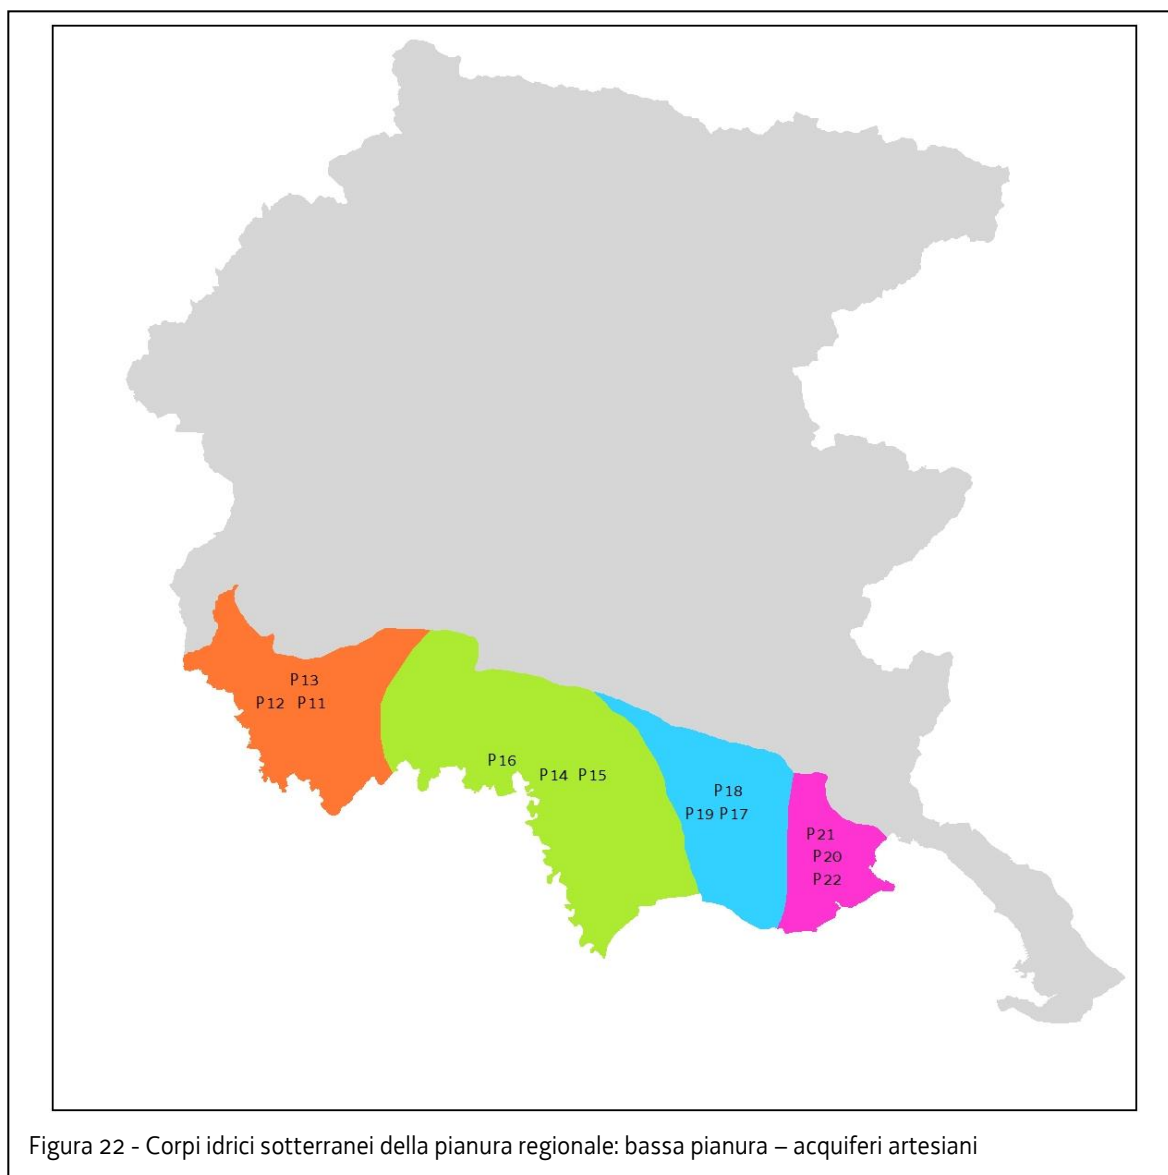 P13
P12 P11
P16
P14 P15
P18
P19 P17
P21
P20
P22
Figura 22 - Corpi idrici sotterranei della pianura regionale: bassa pianura – acquiferi artesiani